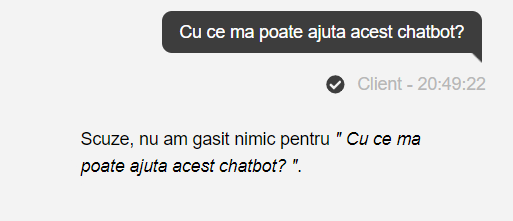 Cu ce ma poate ajuta acest chatbot?
Client - 20:49:22
Scuze, nu am gasit nimic pentru " Cu ce ma
poate ajuta acest chatbot? ".